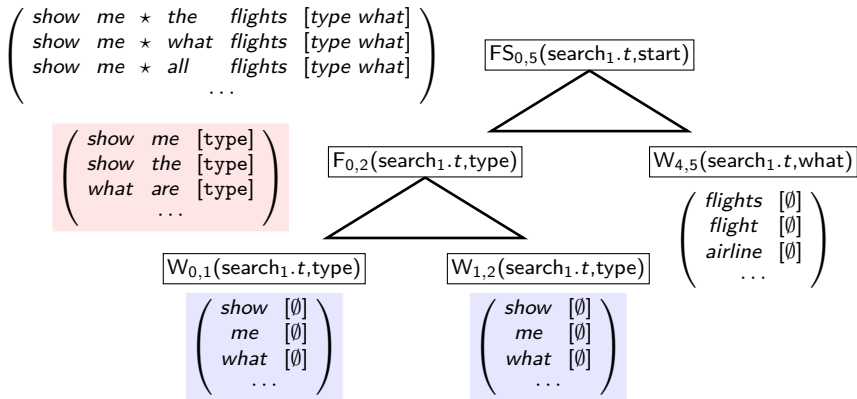 show me ⋆ the flights [type what]
show me ⋆ what flights [type what]
show me ⋆ all flights [type what]
...
FS0,5(search1.t,start)
show me [type]
show the [type]
what are [type]
...
F0,2(search1.t,type)
W4,5(search1.t,what)
flights [∅]
flight [∅]
airline [∅]
...
W0,1(search1.t,type)
W1,2(search1.t,type)
show [∅]
me [∅]
what [∅]
...
show [∅]
me [∅]
what [∅]
...